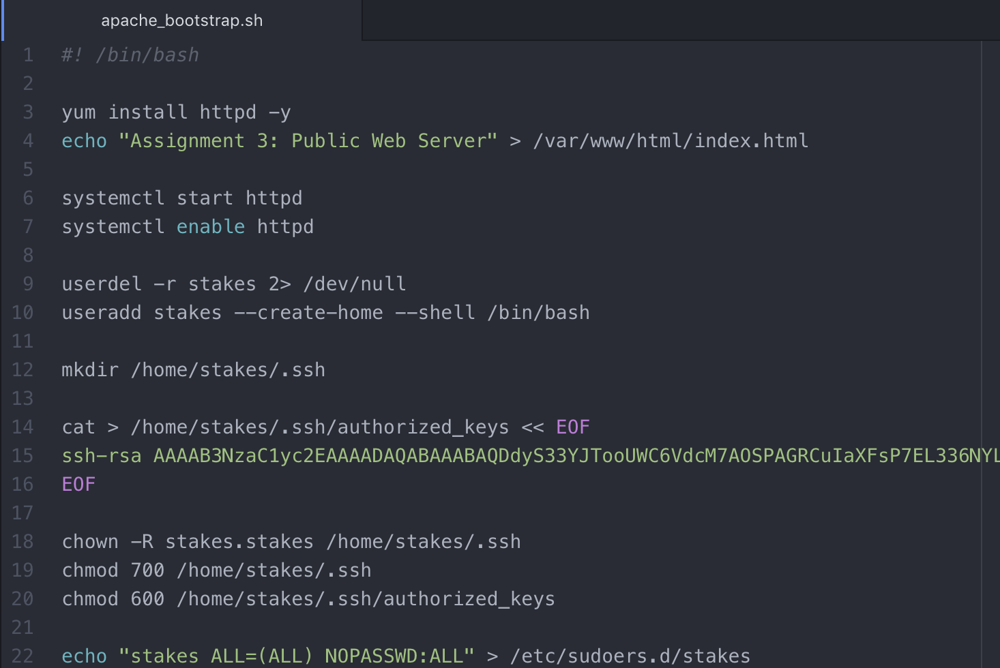 apache_bootstrap.sh
1 #! /bin/bash
2
3 yum install httpd -y
4 echo "Assignment 3: Public Web Server" > /var/www/html/index.html
5
6 systemctl start httpd
7 systemctl enable httpd
8
9 userdel -r stakes 2> /dev/null
10 useradd stakes --create-home --shell /bin/bash
11
12 mkdir /home/stakes/.ssh
13
14 cat > /home/stakes/.ssh/authorized_keys << EOF
15 ssh-rsa AAAAB3NzaC1yc2EAAAADAQABAAABAQDdyS33YJTooUWC6VdcM7AOSPAGRCuIaXFsP7EL336NYL
16 EOF
17
18 chown -R stakes.stakes /home/stakes/.ssh
19 chmod 700 /home/stakes/.ssh
20 chmod 600 /home/stakes/.ssh/authorized_keys
21
22 echo "stakes ALL=(ALL) NOPASSWD:ALL" > /etc/sudoers.d/stakes